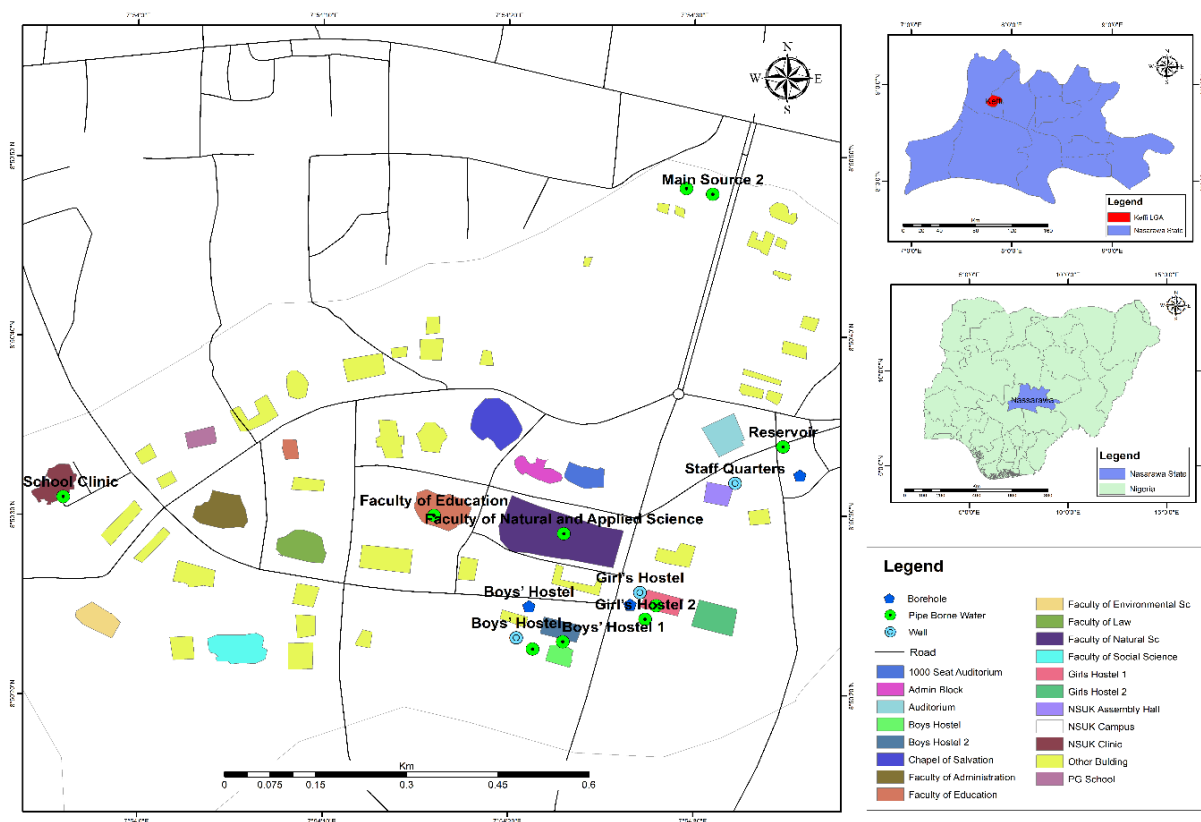 N
W E
S
Main Source 2
Reservoir
Staff Quarters
School Clinic
Faculty of Education
Faculty of Natural and Applied Science
Girl's Hostel
Boys' Hostel
Girl's Hostel 2
Boys' Hostel
Boys' Hostel 1
Km
0 0.075 0.15 0.3 0.45 0.6
Keffi
Legend
Keffi LGA
Nasarawa State
Nassarawa
Legend
Nasarawa State
Nigeria
Legend
Borehole
Pipe Borne Water
Well
Road
1000 Seat Auditorium
Admin Block
Auditorium
Boys Hostel
Boys Hostel 2
Chapel of Salvation
Faculty of Administration
Faculty of Education
Faculty of Environmental Sc
Faculty of Law
Faculty of Natural Sc
Faculty of Social Science
Girls Hostel 1
Girls Hostel 2
NSUK Assembly Hall
NSUK Campus
NSUK Clinic
Other Bulding
PG School